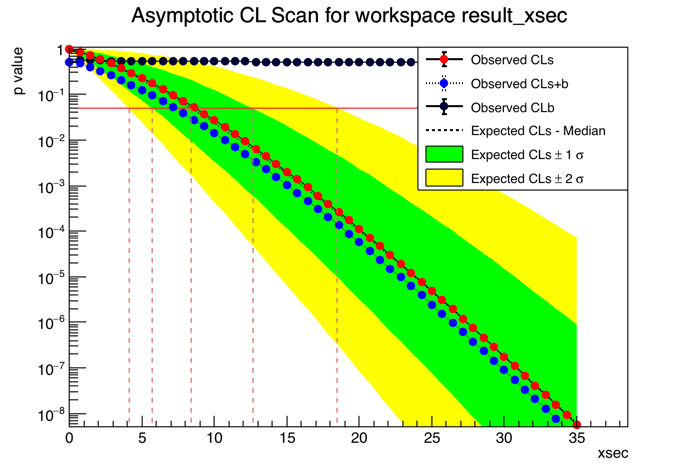 Asymptotic CL Scan for workspace result_xsec
p value
1
10⁻¹
10⁻²
10⁻³
10⁻⁴
10⁻⁵
10⁻⁶
10⁻⁷
10⁻⁸
Observed CLs
Observed CLs+b
Observed CLb
Expected CLs - Median
Expected CLs ± 1 σ
Expected CLs ± 2 σ
0 5 10 15 20 25 30 35
xsec